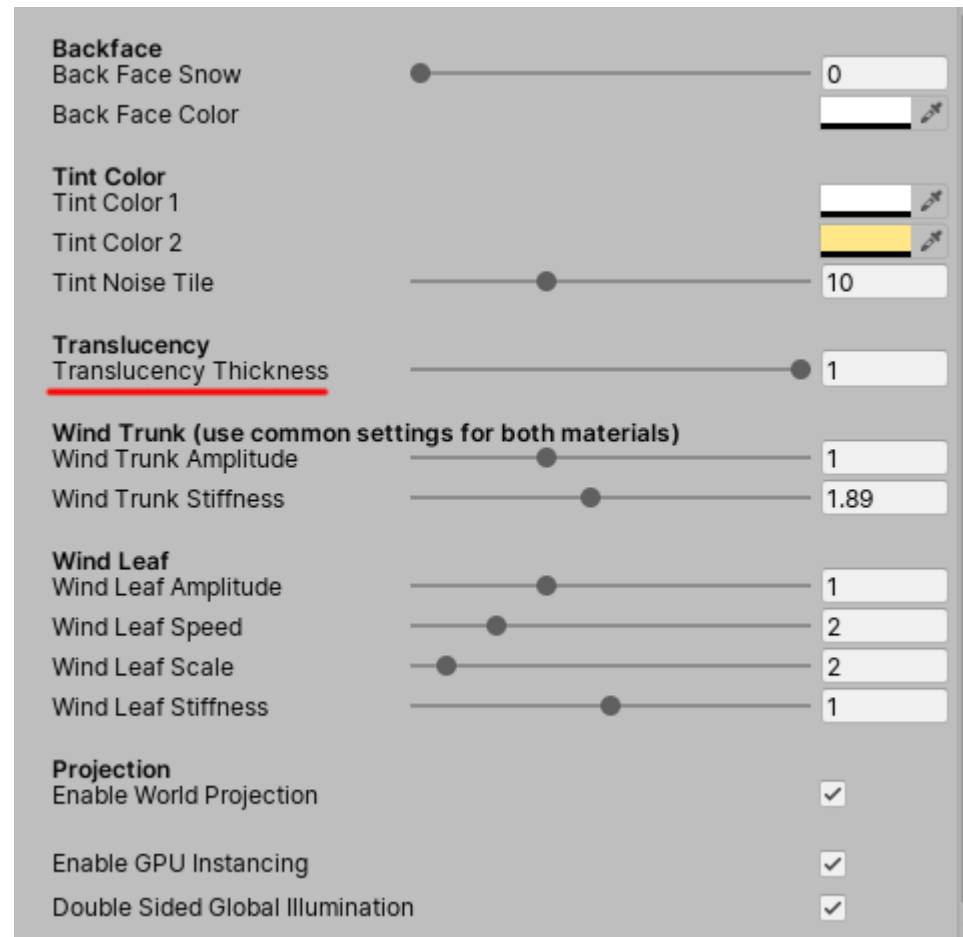 Backface
Back Face Snow 0
Back Face Color
Tint Color
Tint Color 1
Tint Color 2
Tint Noise Tile 10
Translucency
Translucency Thickness 1
Wind Trunk (use common settings for both materials)
Wind Trunk Amplitude 1
Wind Trunk Stiffness 1.89
Wind Leaf
Wind Leaf Amplitude 1
Wind Leaf Speed 2
Wind Leaf Scale 2
Wind Leaf Stiffness 1
Projection
Enable World Projection
Enable GPU Instancing
Double Sided Global Illumination